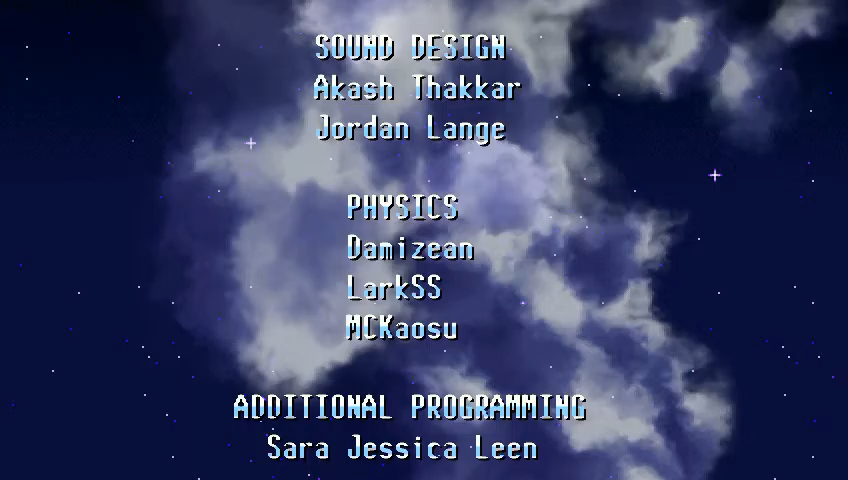 SOUND DESIGN
Akash Thakkar
Jordan Lange
PHYSICS
Damizean
LarkSS
MCKaosu
ADDITIONAL PROGRAMMING
Sara Jessica Leen